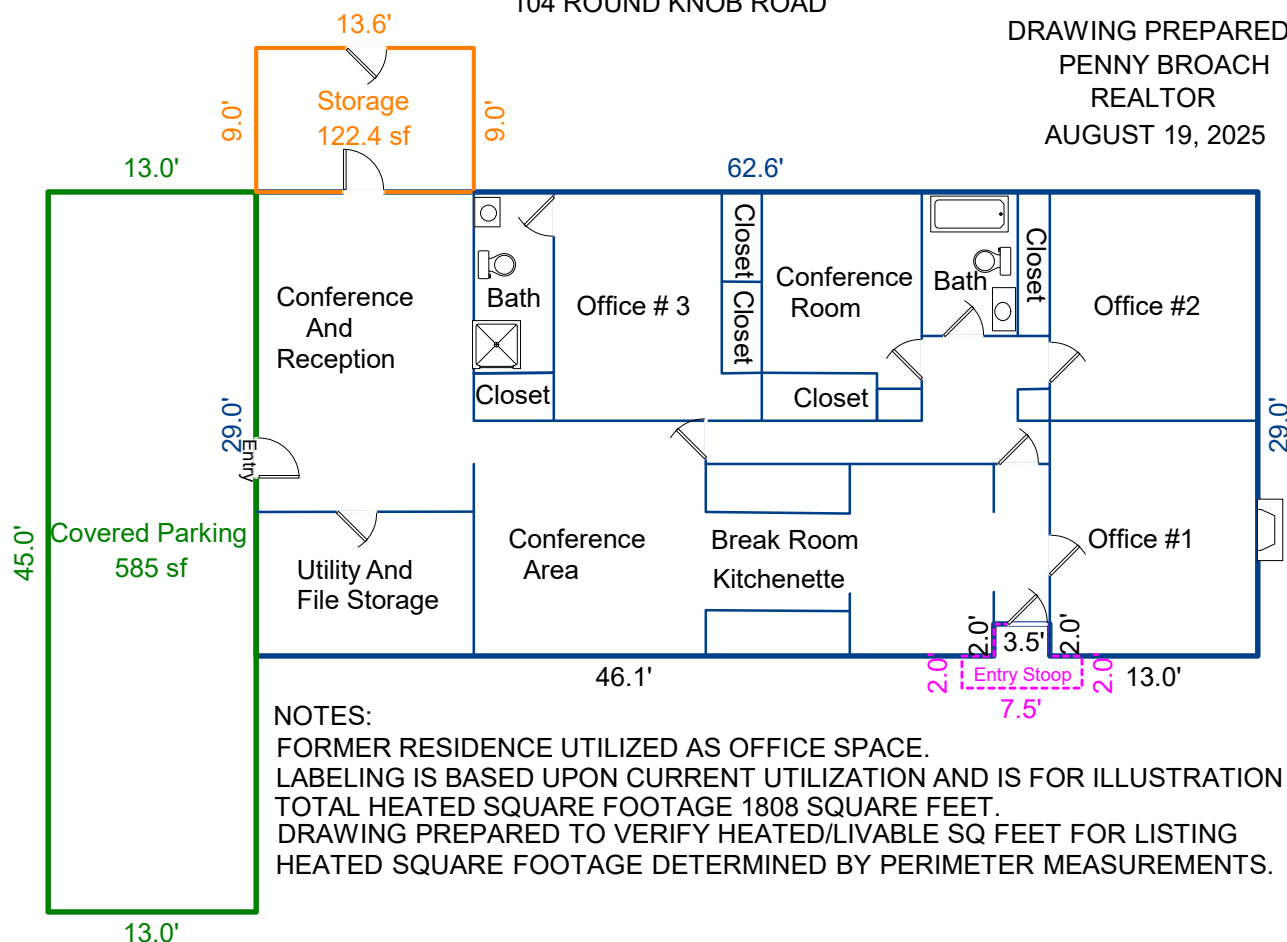 104 ROUND KNOB ROAD
DRAWING PREPARED
PENNY BROACH
REALTOR
AUGUST 19, 2025
13.6'
Storage
122.4 sf
9.0'
9.0'
13.0'
62.6'
Closet
Closet
Closet
Conference
And
Reception
Bath
Office # 3
Conference
Room
Bath
Office #2
Closet
Closet
29.0'
Entry
29.0'
45.0'
Covered Parking
585 sf
Utility And
File Storage
Conference
Area
Break Room
Kitchenette
Office #1
2.0'
3.5'
2.0'
2.0'
Entry Stoop
2.0'
7.5'
46.1'
13.0'
NOTES:
FORMER RESIDENCE UTILIZED AS OFFICE SPACE.
LABELING IS BASED UPON CURRENT UTILIZATION AND IS FOR ILLUSTRATION
TOTAL HEATED SQUARE FOOTAGE 1808 SQUARE FEET.
DRAWING PREPARED TO VERIFY HEATED/LIVABLE SQ FEET FOR LISTING
HEATED SQUARE FOOTAGE DETERMINED BY PERIMETER MEASUREMENTS.
13.0'